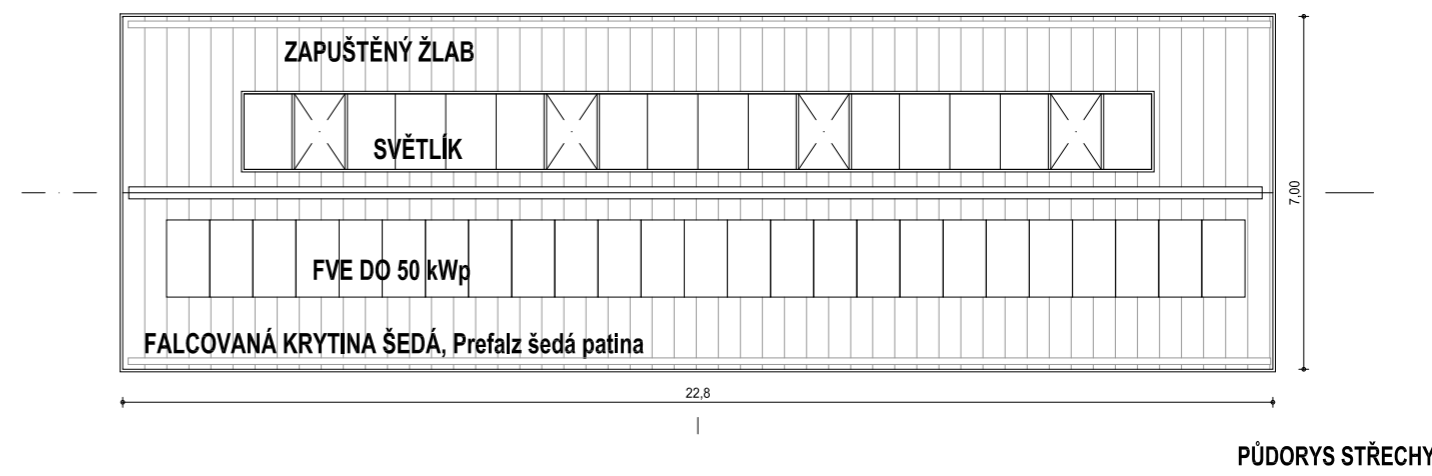 ZAPUŠTĚNÝ ŽLAB
SVĚTLÍK
7,00
FVE DO 50 kWp
FALCOVANÁ KRYTINA ŠEDÁ, Prefalz šedá patina
22,8
PŮDORYS STŘECHY